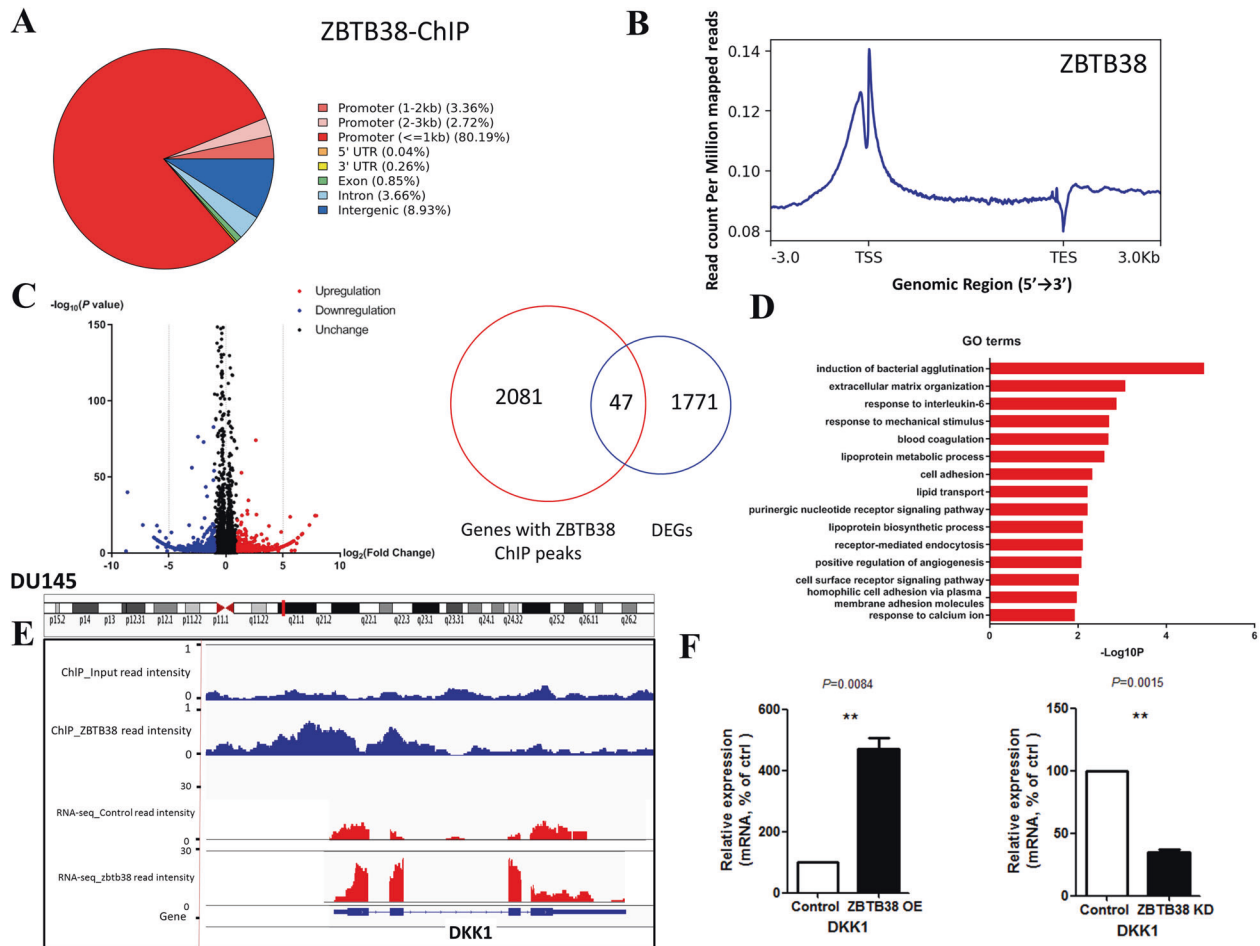 A
ZBTB38-ChIP
Promoter (1-2kb) (3.36%)
Promoter (2-3kb) (2.72%)
Promoter (<=1kb) (80.19%)
5' UTR (0.04%)
3' UTR (0.26%)
Exon (0.85%)
Intron (3.66%)
Intergenic (8.93%)
B
ZBTB38
Read count Per Million mapped reads
0.14
0.12
0.10
0.08
-3.0
TSS
TES
3.0Kb
Genomic Region (5’→3’)
C
-log10(P value)
Upregulation
Downregulation
Unchange
150
100
50
0
-10
-5
0
5
10
log2(Fold Change)
2081
47
1771
Genes with ZBTB38
ChIP peaks
DEGs
D
GO terms
induction of bacterial agglutination
extracellular matrix organization
response to interleukin-6
response to mechanical stimulus
blood coagulation
lipoprotein metabolic process
cell adhesion
lipid transport
purinergic nucleotide receptor signaling pathway
lipoprotein biosynthetic process
receptor-mediated endocytosis
positive regulation of angiogenesis
cell surface receptor signaling pathway
homophilic cell adhesion via plasma
membrane adhesion molecules
response to calcium ion
0
2
4
6
-Log10P
DU145
p15.2 p14 p13 p12.31 p12.1 p11.22 p11.1 q11.22 q21.1 q21.2 q22.1 q22.3 q23.1 q23.31 q24.1 q24.32 q25.2 q26.11 q26.2
E
ChIP_Input read intensity
1
0
ChIP_ZBTB38 read intensity
1
0
RNA-seq_Control read intensity
30
0
RNA-seq_zbtb38 read intensity
30
0
Gene
DKK1
F
P=0.0084
**
Relative expression
(mRNA, % of ctrl )
600
400
200
0
Control
ZBTB38 OE
DKK1
P=0.0015
**
Relative expression
(mRNA, % of ctrl )
150
100
50
0
Control
ZBTB38 KD
DKK1